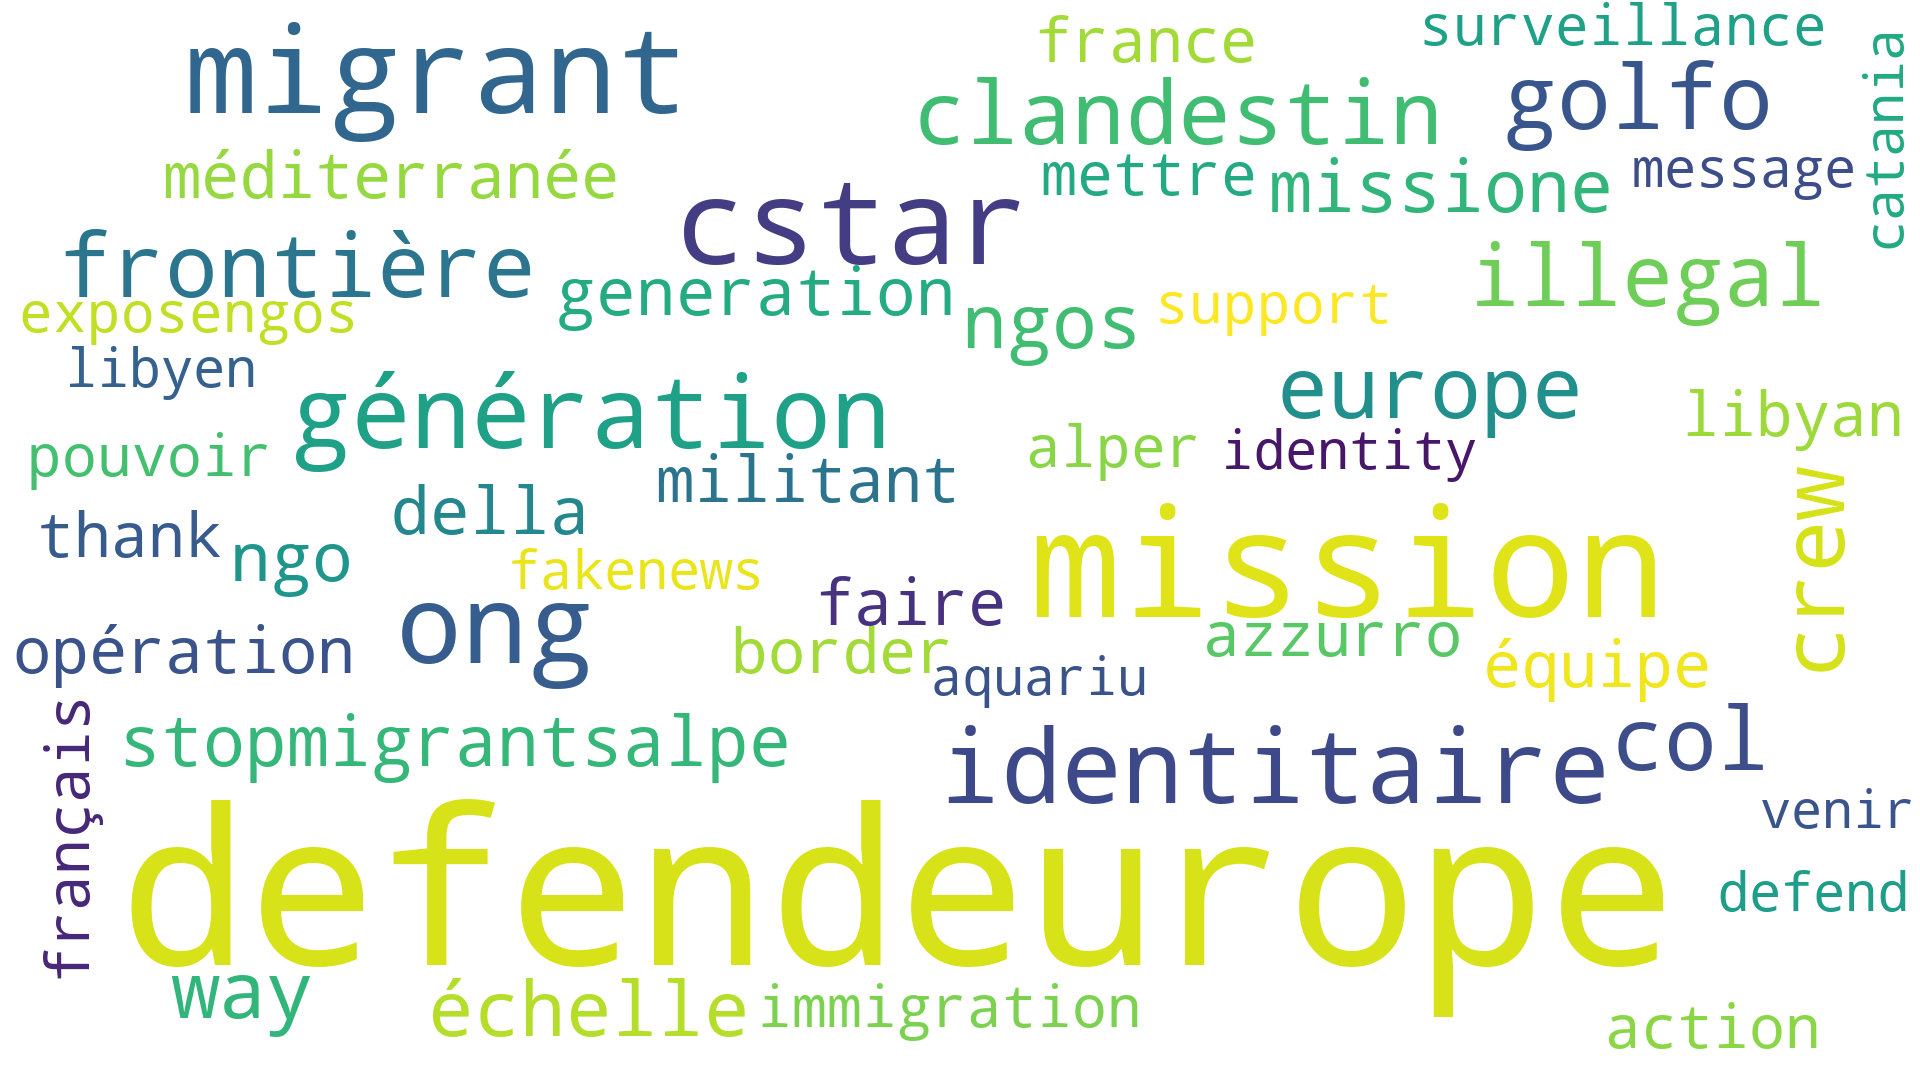 migrant
france
surveillance
clandestin
golfo
catania
méditerranée
mettre
missione
message
cstar
frontière
generation
illegal
exposengos
ngos
support
libyen
génération
europe
libyan
pouvoir
alper
identity
militant
della
thank
ngo
fakenews
mission
crew
faire
ong
opération
border
azzurro
équipe
aquariu
français
stopmigrantsalpe
identitaire
col
venir
defendeurope
defend
way
échelle
immigration
action